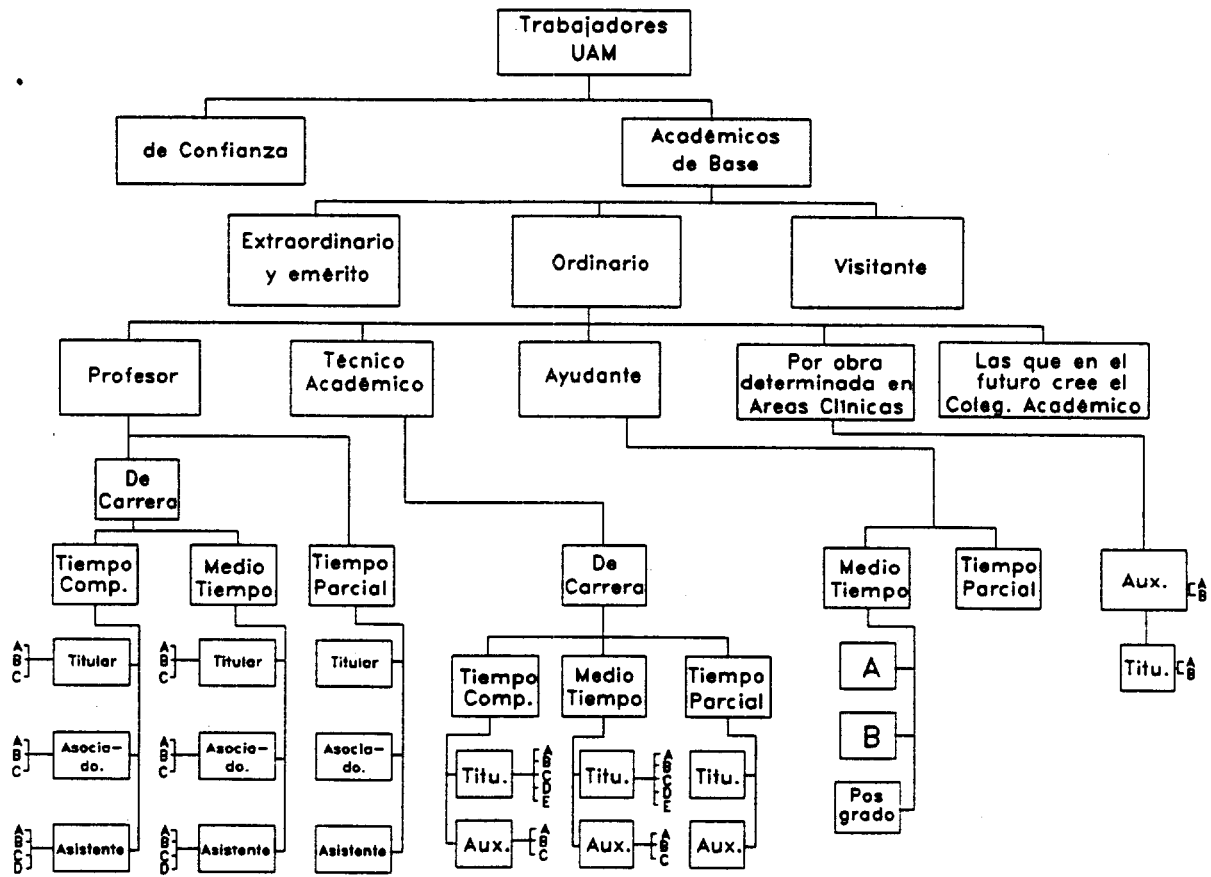 Trabajadores
UAM
de Confianza
Académicos
de Base
Extraordinario
y emérito
Ordinario
Visitante
Profesor
Técnico
Académico
Ayudante
Por obra
determinada en
Areas Clínicas
Las que en el
futuro cree el
Coleg. Académico
De
Carrera
Tiempo
Comp.
Medio
Tiempo
Tiempo
Parcial
De
Carrera
Medio
Tiempo
Tiempo
Parcial
Aux.
A
B
A
B
C
Titular
A
B
C
Titular
Titular
Tiempo
Comp.
Medio
Tiempo
Tiempo
Parcial
A
Titu.
A
B
A
B
C
Asocia-
do.
A
B
C
Asocia-
do.
Asocia-
do.
Titu.
A
B
C
D
E
Titu.
A
B
C
D
E
Titu.
B
Pos
grado
A
B
C
D
Asistente
A
B
C
D
Asistente
Asistente
Aux.
A
B
C
Aux.
A
B
C
Aux.